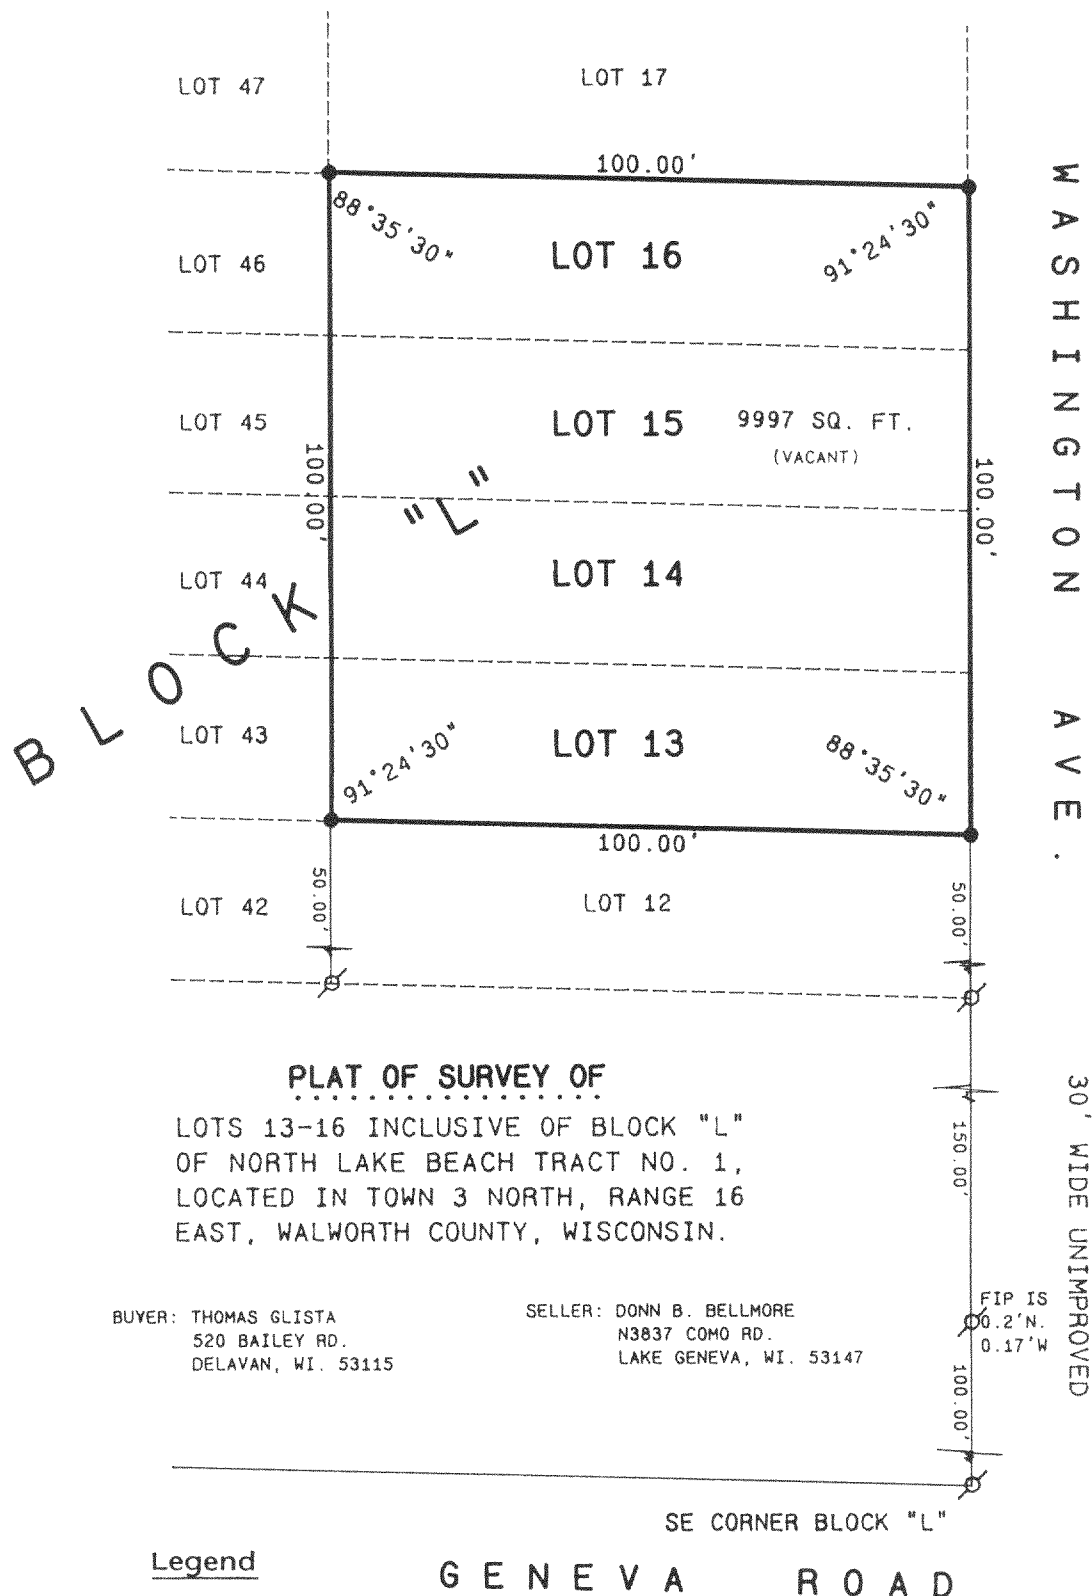 LOT 47
LOT 17
100.00'
88°35'30"
91°24'30"
LOT 46
LOT 16
LOT 45
LOT 15
9997 SQ. FT.
(VACANT)
100.00'
100.00'
BLOCK "L"
LOT 44
LOT 14
LOT 43
LOT 13
91°24'30"
88°35'30"
100.00'
WASHINGTON AVE.
50.00'
50.00'
LOT 42
LOT 12
PLAT OF SURVEY OF
LOTS 13-16 INCLUSIVE OF BLOCK "L"
OF NORTH LAKE BEACH TRACT NO. 1,
LOCATED IN TOWN 3 NORTH, RANGE 16
EAST, WALWORTH COUNTY, WISCONSIN.
150.00'
30' WIDE UNIMPROVED
BUYER: THOMAS GLISTA
520 BAILEY RD.
DELAVAN, WI. 53115
SELLER: DONN B. BELLMORE
N3837 COMO RD.
LAKE GENEVA, WI. 53147
FIP IS
0.2'N.
0.17'W
100.00'
SE CORNER BLOCK "L"
Legend
GENEVA ROAD